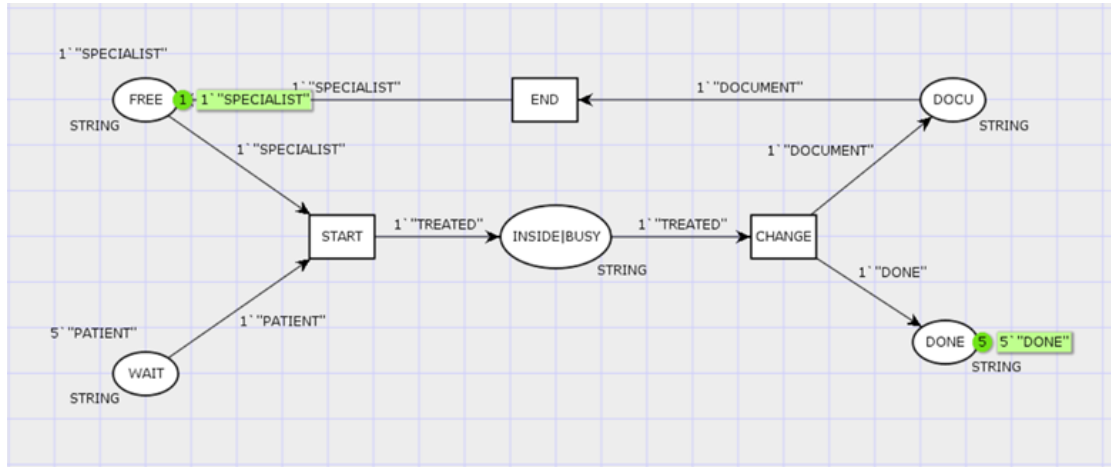 1`"SPECIALIST"
FREE 1 1`"SPECIALIST" 1`"SPECIALIST" END 1`"DOCUMENT" DOCU
STRING STRING
1`"SPECIALIST" 1`"DOCUMENT"
START 1`"TREATED" INSIDE|BUSY 1`"TREATED" CHANGE
STRING
1`"DONE"
5`"PATIENT" 1`"PATIENT"
DONE 5 5`"DONE"
STRING
WAIT
STRING